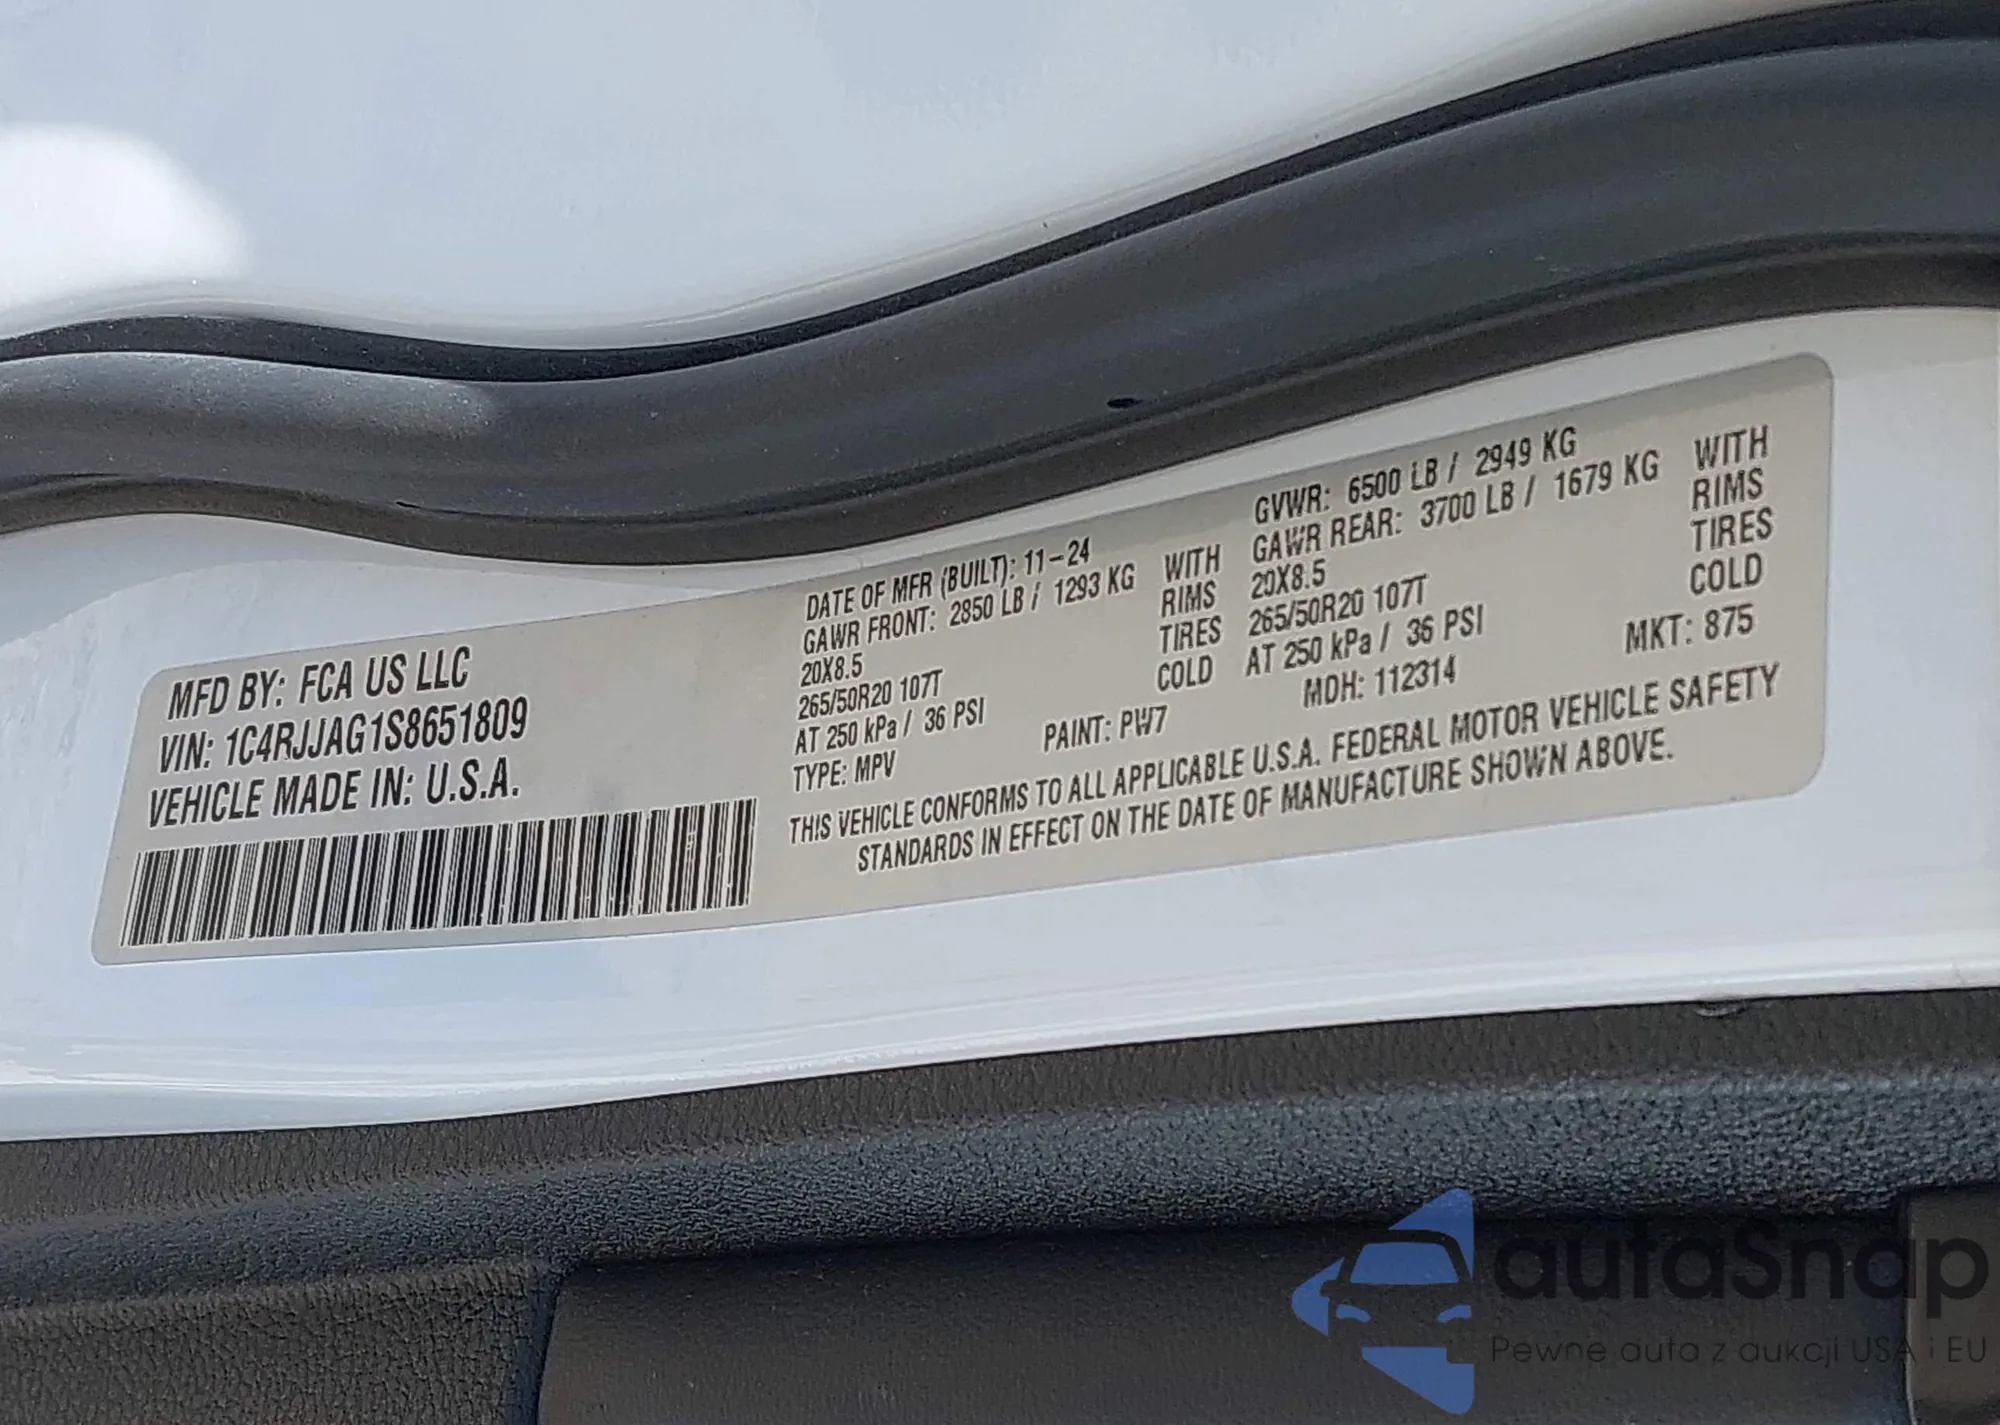 MFD BY: FCA US LLC
VIN: 1C4RJJAG1S8651809
VEHICLE MADE IN: U.S.A.
DATE OF MFR (BUILT): 11-24
GAWR FRONT: 2850 LB / 1293 KG WITH
20X8.5 RIMS
265/50R20 107T TIRES
AT 250 kPa / 36 PSI COLD
TYPE: MPV PAINT: PW7
GVWR: 6500 LB / 2949 KG
GAWR REAR: 3700 LB / 1679 KG WITH
20X8.5 RIMS
265/50R20 107T TIRES
AT 250 kPa / 36 PSI COLD
MDH: 112314 MKT: 875
THIS VEHICLE CONFORMS TO ALL APPLICABLE U.S.A. FEDERAL MOTOR VEHICLE SAFETY
STANDARDS IN EFFECT ON THE DATE OF MANUFACTURE SHOWN ABOVE.
autaSnap
Pewne auta z aukcji USA i EU